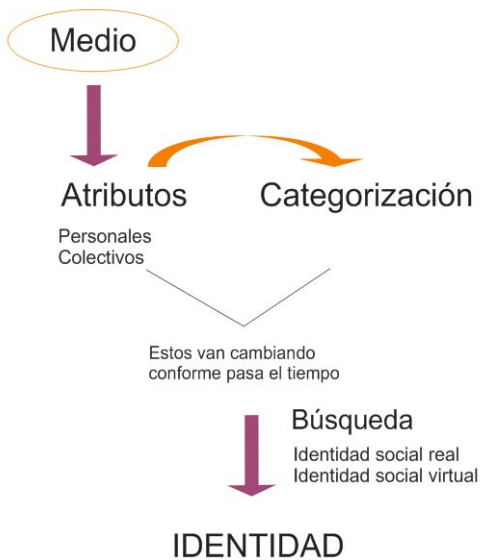 Medio
Atributos
Categorización
Personales
Colectivos
Estos van cambiando
conforme pasa el tiempo
Búsqueda
Identidad social real
Identidad social virtual
IDENTIDAD